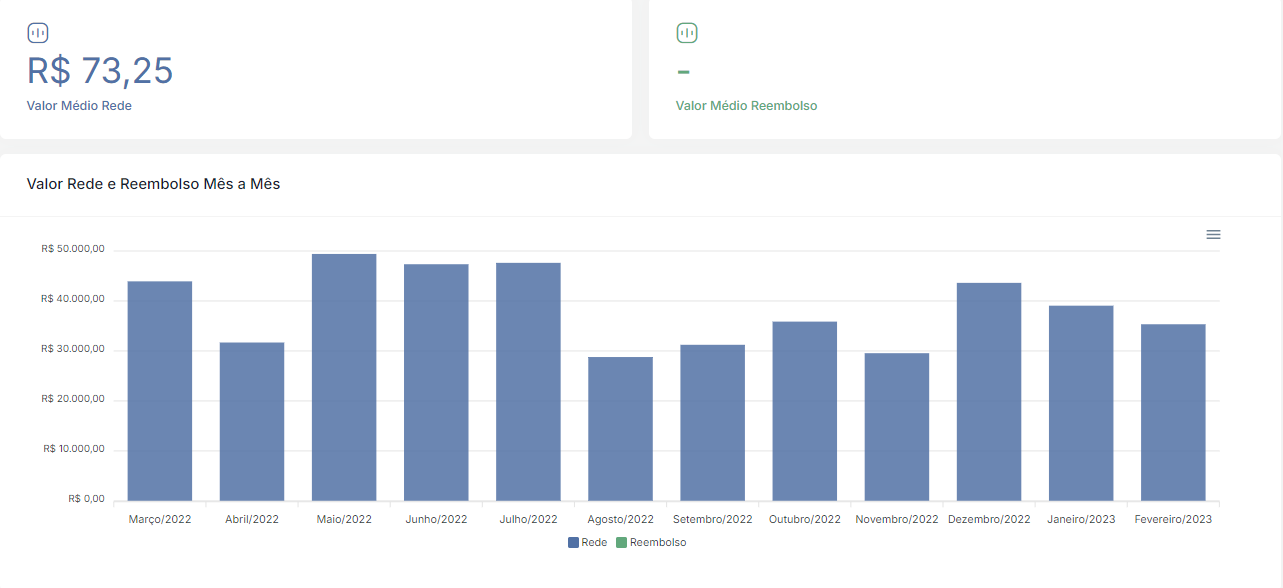 R$ 73,25
Valor Médio Rede
-
Valor Médio Reembolso
Valor Rede e Reembolso Mês a Mês
R$ 50.000,00
R$ 40.000,00
R$ 30.000,00
R$ 20.000,00
R$ 10.000,00
R$ 0,00
Março/2022 Abril/2022 Maio/2022 Junho/2022 Julho/2022 Agosto/2022 Setembro/2022 Outubro/2022 Novembro/2022 Dezembro/2022 Janeiro/2023 Fevereiro/2023
Rede Reembolso